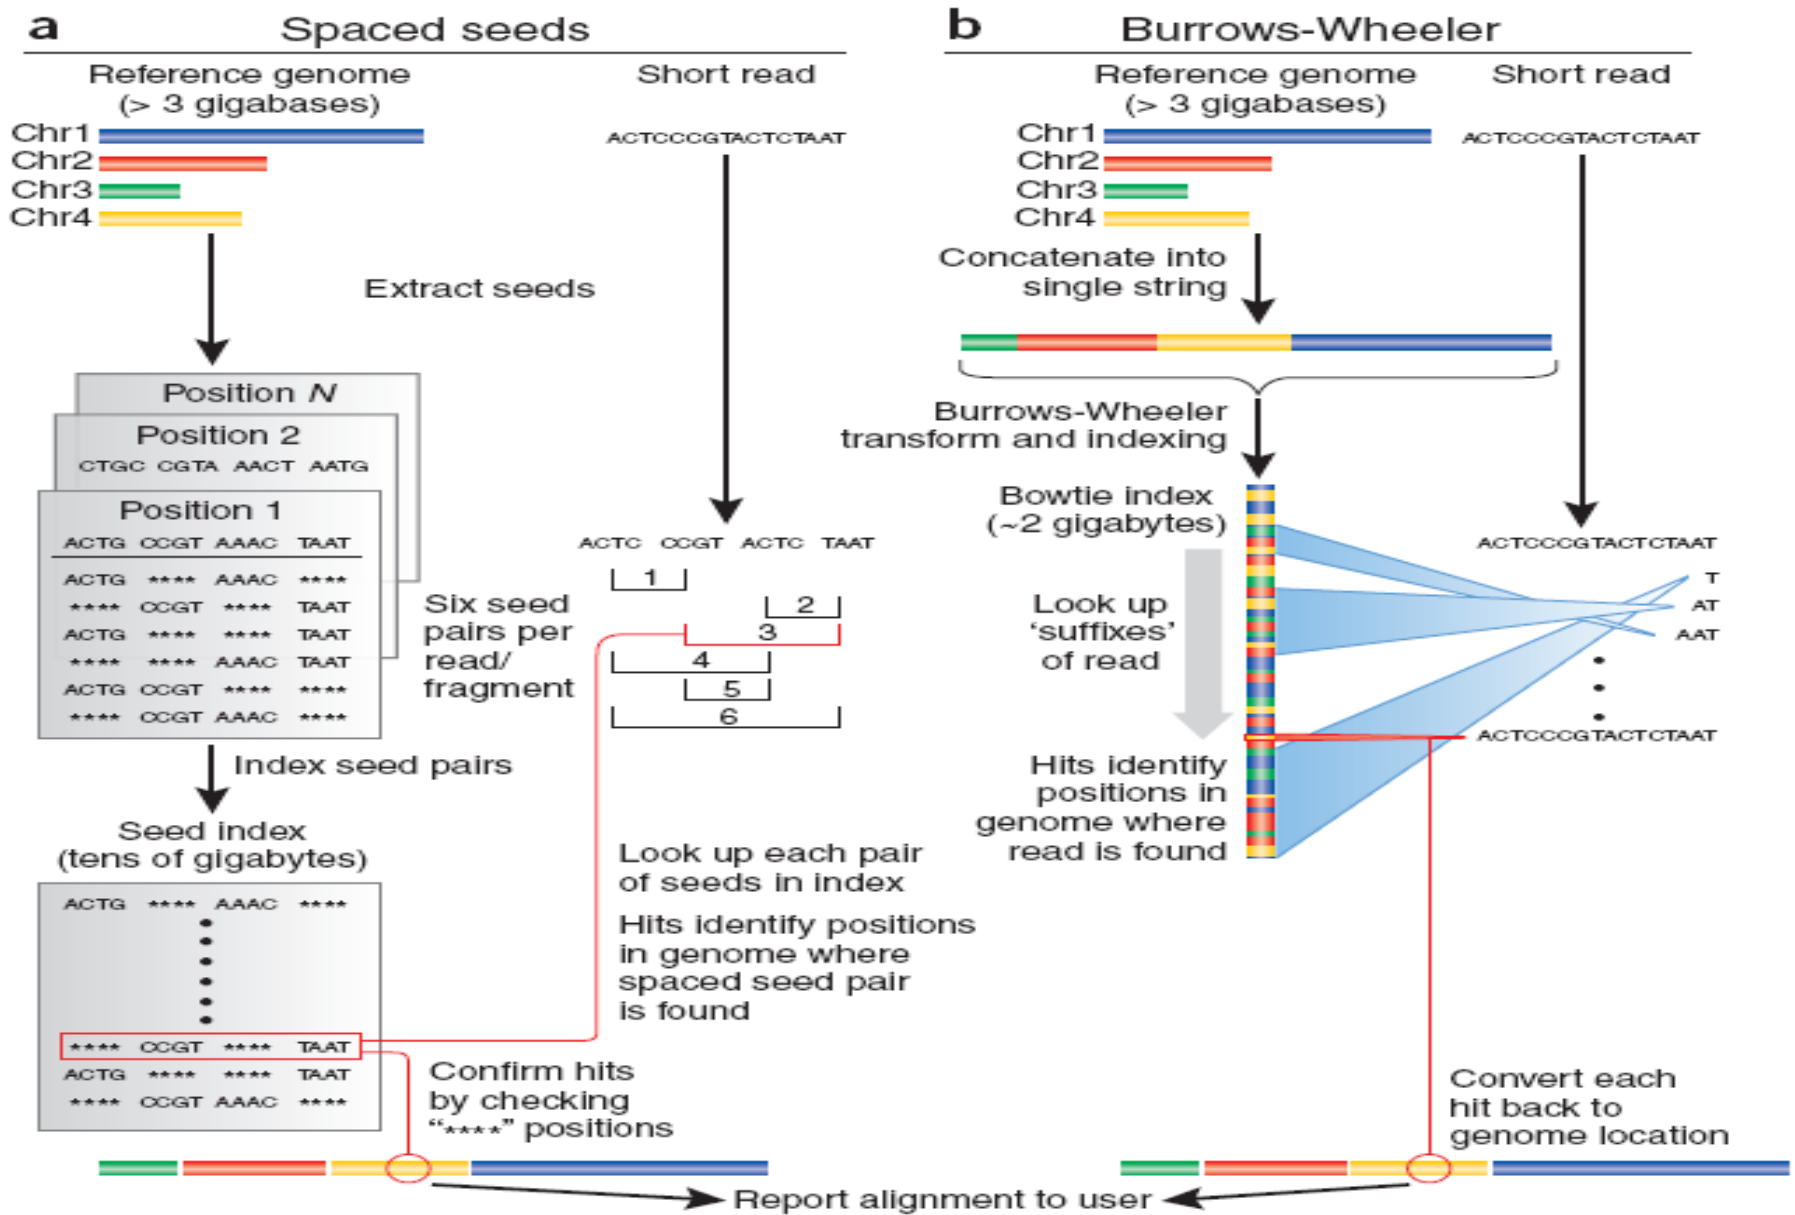 a Spaced seeds
Reference genome
(> 3 gigabases)
Short read
Chr1
Chr2
Chr3
Chr4
ACTCCCGTACTCTAAT
Extract seeds
Position N
Position 2
CTGC CGTA AACT AATG
Position 1
ACTG CCGT AAAC TAAT
ACTG **** AAAC ****
**** CCGT **** TAAT
ACTG **** **** TAAT
**** **** AAAC TAAT
ACTG CCGT **** ****
**** CCGT AAAC ****
Six seed
pairs per
read/
fragment
ACTC CCGT ACTC TAAT
1
2
3
4
5
6
Index seed pairs
Seed index
(tens of gigabytes)
ACTG **** AAAC ****
**** CCGT **** TAAT
ACTG **** **** TAAT
**** CCGT AAAC ****
Look up each pair
of seeds in index
Hits identify positions
in genome where
spaced seed pair
is found
Confirm hits
by checking
“****” positions
b Burrows-Wheeler
Reference genome
(> 3 gigabases)
Short read
Chr1
Chr2
Chr3
Chr4
ACTCCCGTACTCTAAT
Concatenate into
single string
Burrows-Wheeler
transform and indexing
Bowtie index
(~2 gigabytes)
Look up
‘suffixes’
of read
ACTCCCGTACTCTAAT
T
AT
AAT
ACTCCCGTACTCTAAT
Hits identify
positions in
genome where
read is found
Convert each
hit back to
genome location
Report alignment to user